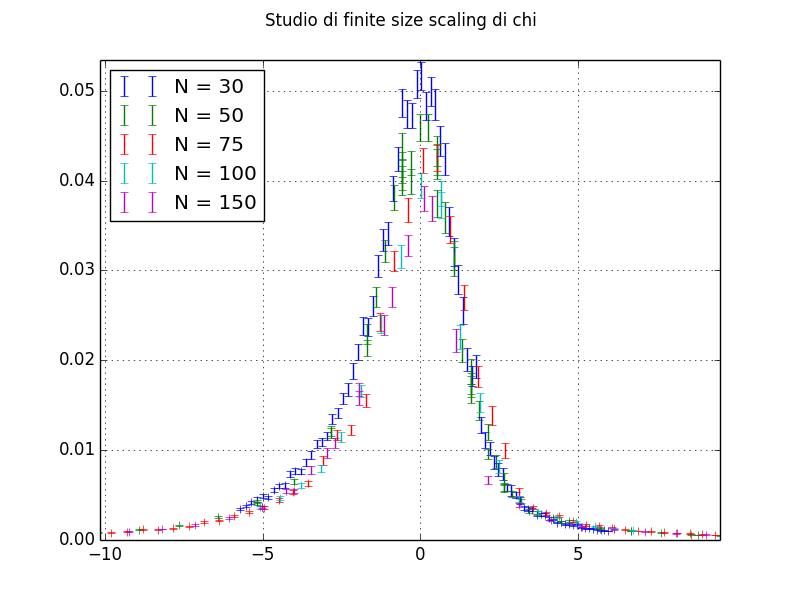 Studio di finite size scaling di chi
N = 30
N = 50
N = 75
N = 100
N = 150
0.05
0.04
0.03
0.02
0.01
0.00
−10
−5
0
5